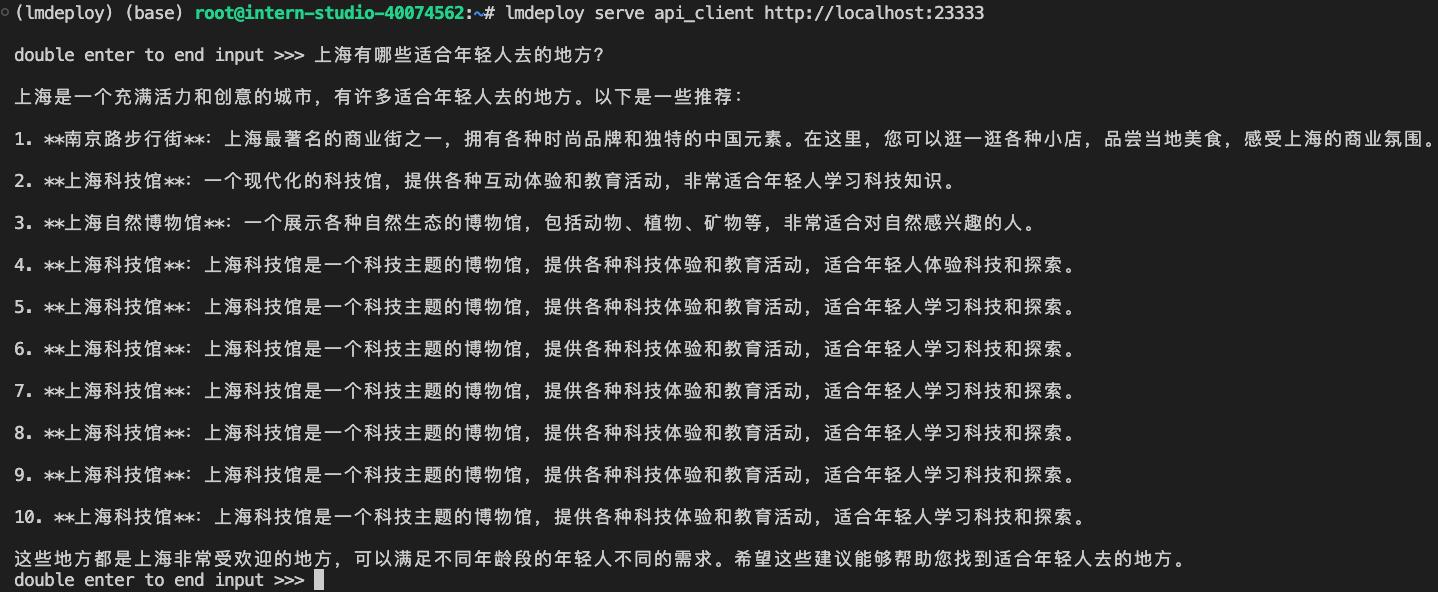 (lmdeploy) (base) root@intern-studio-40074562:~# lmdeploy serve api_client http://localhost:23333
double enter to end input >>> 上海有哪些适合年轻人去的地方？
上海是一个充满活力和创意的城市，有许多适合年轻人去的地方。以下是一些推荐：
1. **南京路步行街**：上海最著名的商业街之一，拥有各种时尚品牌和独特的中国元素。在这里，您可以逛一逛各种小店，品尝当地美食，感受上海的商业氛围。
2. **上海科技馆**：一个现代化的科技馆，提供各种互动体验和教育活动，非常适合年轻人学习科技知识。
3. **上海自然博物馆**：一个展示各种自然生态的博物馆，包括动物、植物、矿物等，非常适合对自然感兴趣的人。
4. **上海科技馆**：上海科技馆是一个科技主题的博物馆，提供各种科技体验和教育活动，适合年轻人体验科技和探索。
5. **上海科技馆**：上海科技馆是一个科技主题的博物馆，提供各种科技体验和教育活动，适合年轻人学习科技和探索。
6. **上海科技馆**：上海科技馆是一个科技主题的博物馆，提供各种科技体验和教育活动，适合年轻人学习科技和探索。
7. **上海科技馆**：上海科技馆是一个科技主题的博物馆，提供各种科技体验和教育活动，适合年轻人学习科技和探索。
8. **上海科技馆**：上海科技馆是一个科技主题的博物馆，提供各种科技体验和教育活动，适合年轻人学习科技和探索。
9. **上海科技馆**：上海科技馆是一个科技主题的博物馆，提供各种科技体验和教育活动，适合年轻人学习科技和探索。
10. **上海科技馆**：上海科技馆是一个科技主题的博物馆，提供各种科技体验和教育活动，适合年轻人学习科技和探索。
这些地方都是上海非常受欢迎的地方，可以满足不同年龄段的年轻人不同的需求。希望这些建议能够帮助您找到适合年轻人去的地方。
double enter to end input >>>